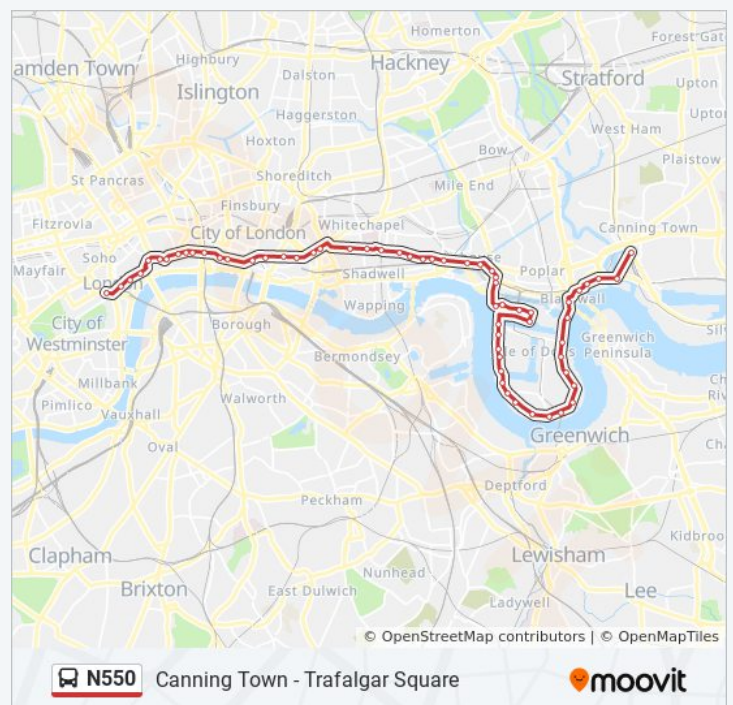 Homerton
Forest Gate
Highbury
Hackney
amden Town
Dalston
Stratford
Upton
Islington
Haggerston
West Ham
Upton
Hoxton
Bow
Plaistow
St Pancras
Shoreditch
Mile End
Finsbury
Fitzrovia
City of London
Whitechapel
Canning Town
Soho
Mayfair
Shadwell
Poplar
Wapping
City of
Westminster
Borough
Greenwich
Peninsula
Bermondsey
Millbank
Walworth
Pimlico
Vauxhall
Oval
Greenwich
Deptford
Peckham
Clapham
Lewisham
Kidbroo
Nunhead
Brixton
East Dulwich
Lee
Ladywell
© OpenStreetMap contributors | © OpenMapTiles
N550 Canning Town - Trafalgar Square
moovit